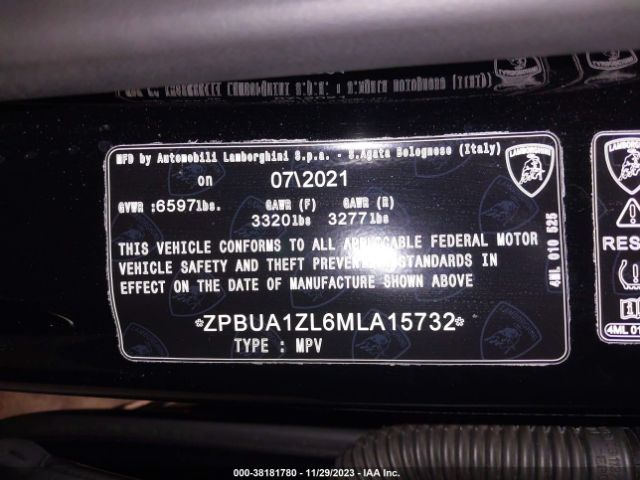 MFD by Automobili Lamborghini S.p.a. - S.Agata Bolognese (Italy)
on 07\2021
GVWR :6597lbs. GAWR (F) GAWR (R)
3320lbs 3277lbs
THIS VEHICLE CONFORMS TO ALL APPLICABLE FEDERAL MOTOR
VEHICLE SAFETY AND THEFT PREVENTION STANDARDS IN
EFFECT ON THE DATE OF MANUFACTURE SHOWN ABOVE
*ZPBUA1ZL6MLA15732*
TYPE : MPV
LAMBORGHINI
4ML 010 525
RES
4ML 01
000-38181780 - 11/29/2023 - IAA Inc.